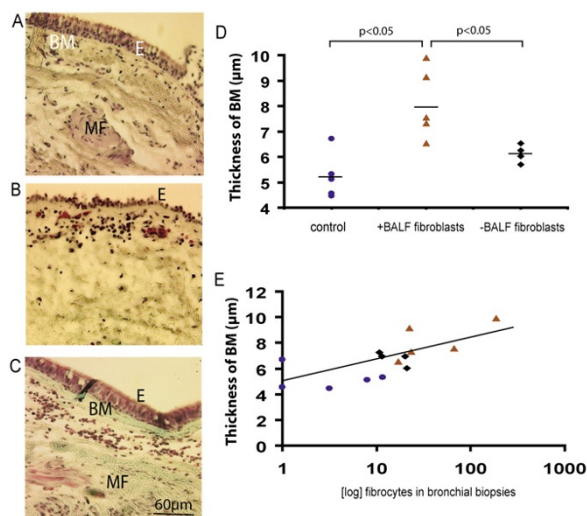 A
BM
E
MF
B
E
C
BM
E
MF
60µm
D
p<0.05
p<0.05
Thickness of BM (µm)
10
9
8
7
6
5
4
control
+BALF fibroblasts
-BALF fibroblasts
E
Thickness of BM (µm)
12
10
8
6
4
2
0
1
10
100
1000
[log] fibrocytes in bronchial biopsies